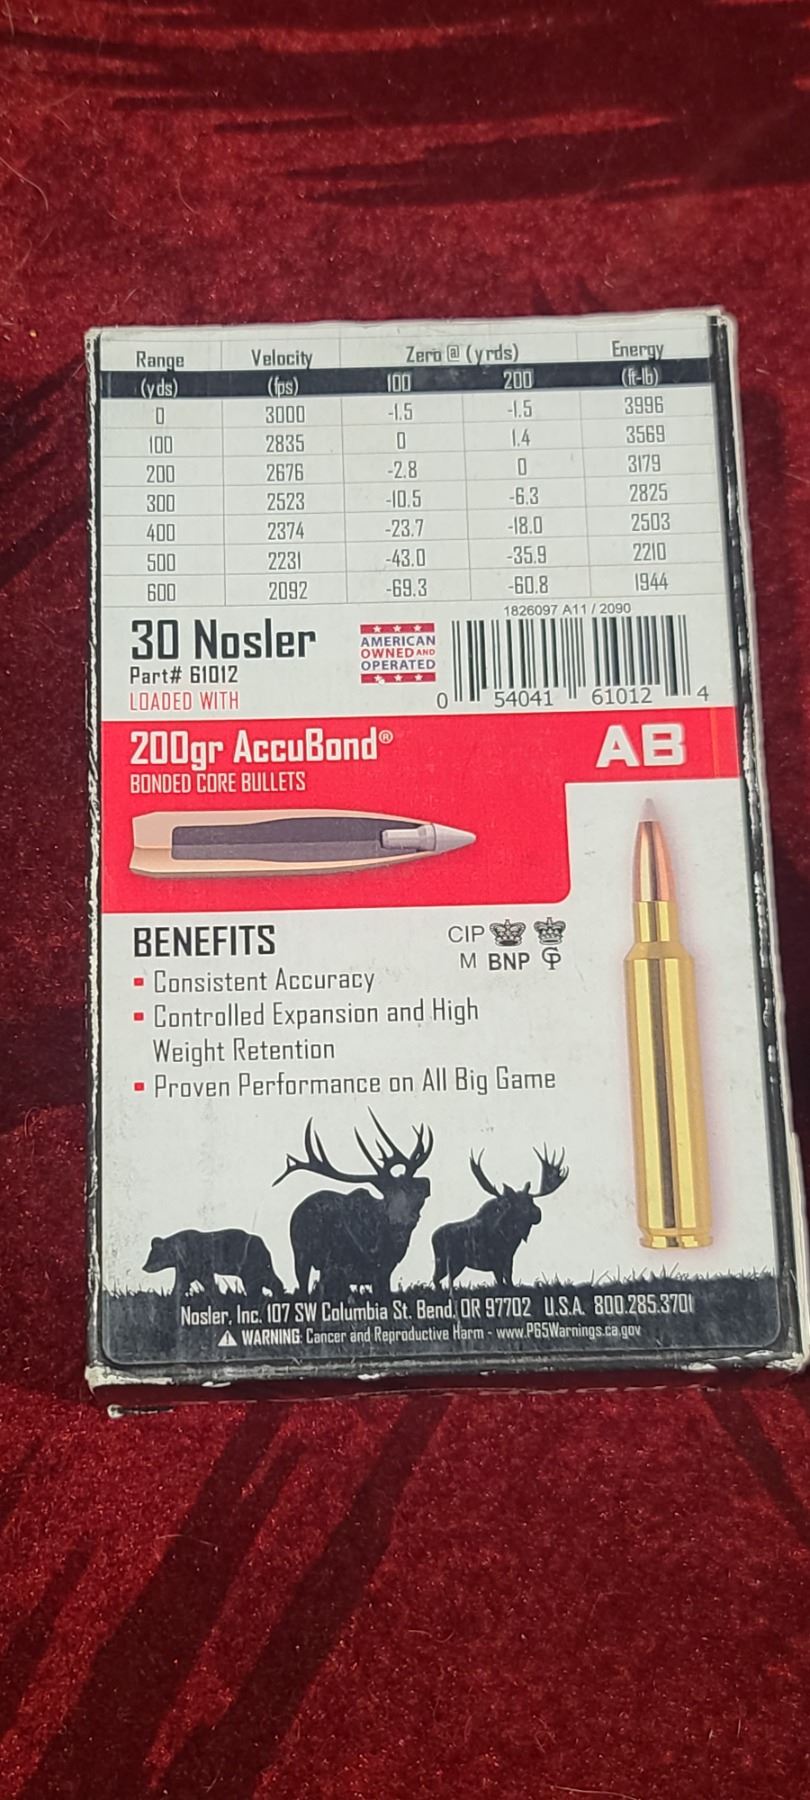 Range Velocity Zero @ (yrds) Energy
(yds) (fps) 100 200 (ft-lb)
0 3000 -1.5 -1.5 3996
100 2835 0 1.4 3569
200 2676 -2.8 0 3179
300 2523 -10.5 -6.3 2825
400 2374 -23.7 -18.0 2503
500 2231 -43.0 -35.9 2210
600 2092 -69.3 -60.8 1944
1826097 A11 / 2090
30 Nosler
Part# 61012
LOADED WITH
AMERICAN
OWNED AND
OPERATED
0 54041 61012 4
200gr AccuBond®
BONDED CORE BULLETS
AB
BENEFITS
CIP
M BNP GP
▪ Consistent Accuracy
▪ Controlled Expansion and High
Weight Retention
▪ Proven Performance on All Big Game
Nosler, Inc. 107 SW Columbia St. Bend, OR 97702 U.S.A. 800.285.3701
⚠ WARNING: Cancer and Reproductive Harm - www.P65Warnings.ca.gov